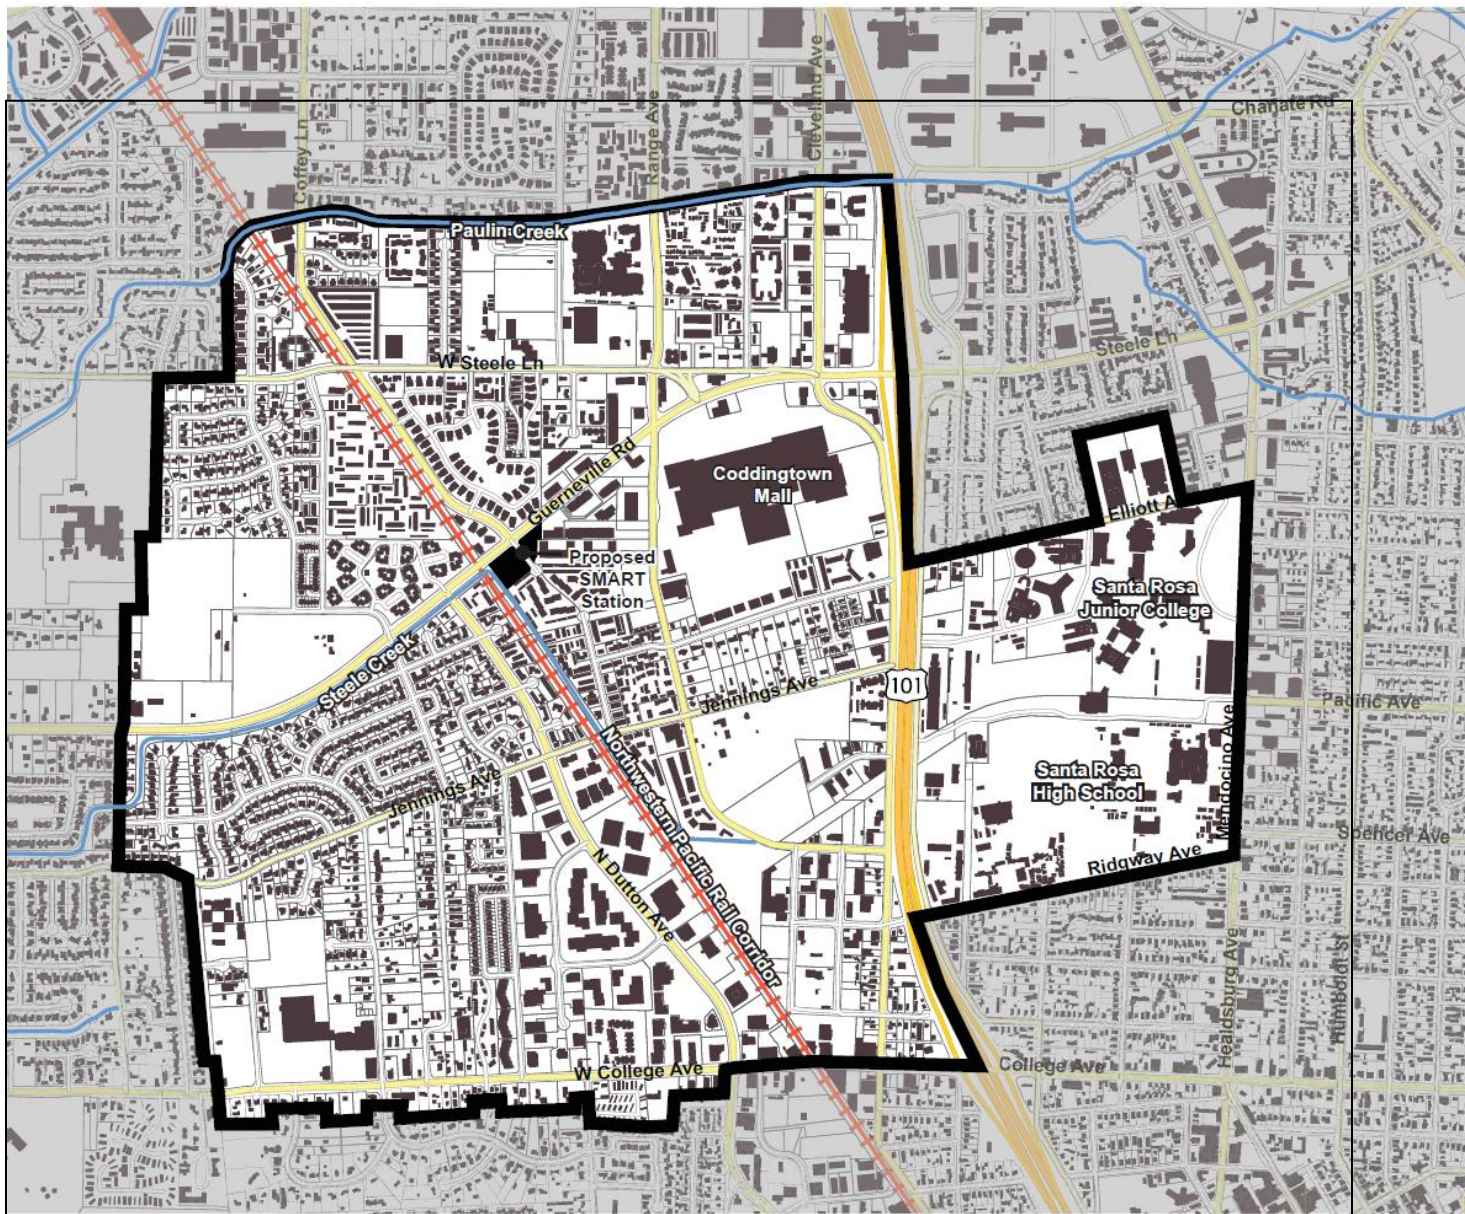 Cleveland Ave
Range Ave
Coffey Ln
Chanate Rd
Paulin Creek
Steele Ln
W Steele Ln
Guerneville Rd
Coddingtown
Mall
Elliott A
Proposed
SMART
Station
Santa Rosa
Junior College
Steele Creek
Jennings Ave
101
Pacific Ave
Northwestern Pacific Rail Corridor
Mendocino Ave
Santa Rosa
High School
Jennings Ave
Spencer Ave
Ridgway Ave
N Dutton Ave
Healdsburg Ave
Humboldt St
W College Ave
College Ave